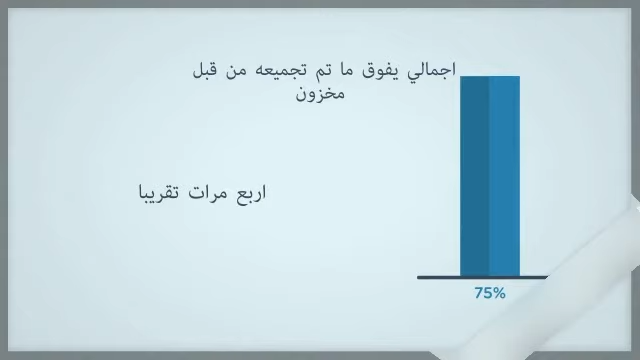 اجمالي يفوق ما تم تجميعه من قبل
مخزون
اربع مرات تقريبا
75%